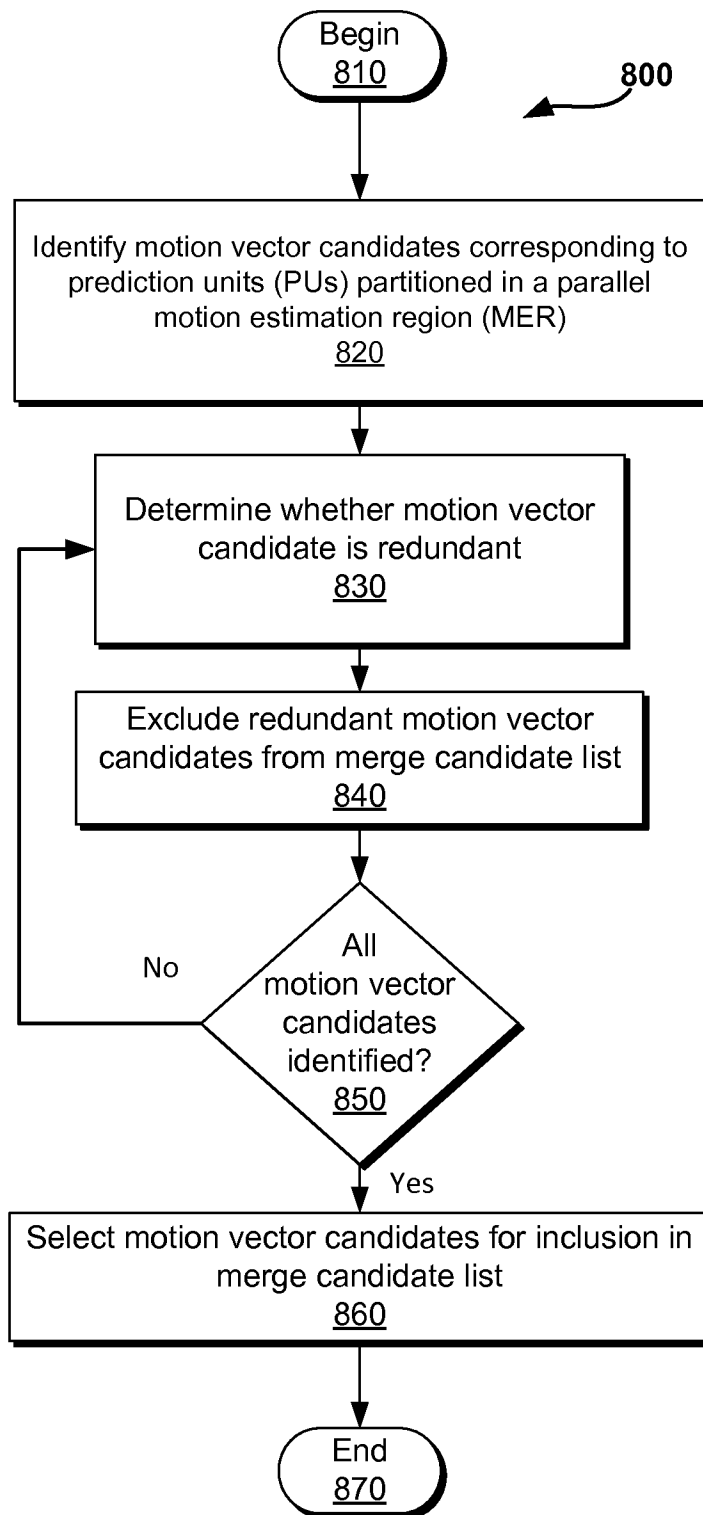 Begin
810
800
Identify motion vector candidates corresponding to
prediction units (PUs) partitioned in a parallel
motion estimation region (MER)
820
Determine whether motion vector
candidate is redundant
830
Exclude redundant motion vector
candidates from merge candidate list
840
All
motion vector
candidates
identified?
850
No
Yes
Select motion vector candidates for inclusion in
merge candidate list
860
End
870